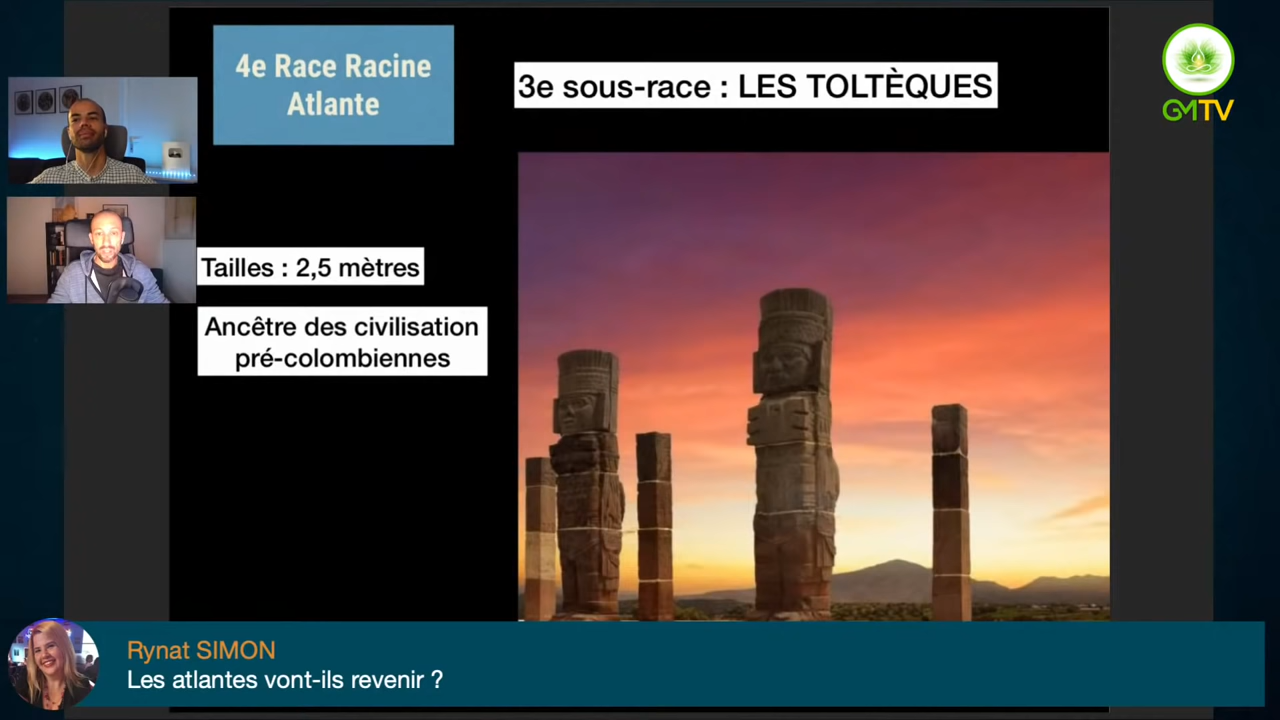 4e Race Racine
Atlante
3e sous-race : LES TOLTÈQUES
GMTV
Tailles : 2,5 mètres
Ancêtre des civilisation
pré-colombiennes
Rynat SIMON
Les atlantes vont-ils revenir ?